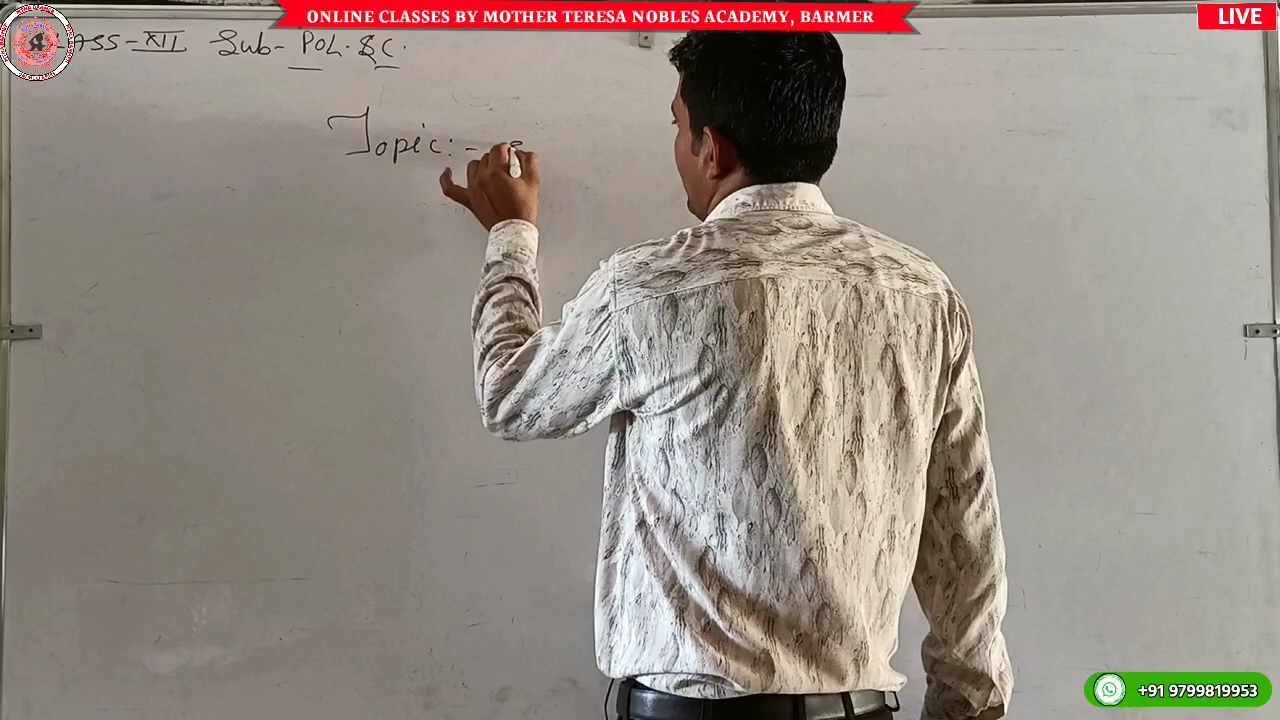 ONLINE CLASSES BY MOTHER TERESA NOBLES ACADEMY, BARMER
LIVE
ASS-XII Sub- POL. SC.
Topic:-
+91 9799819953